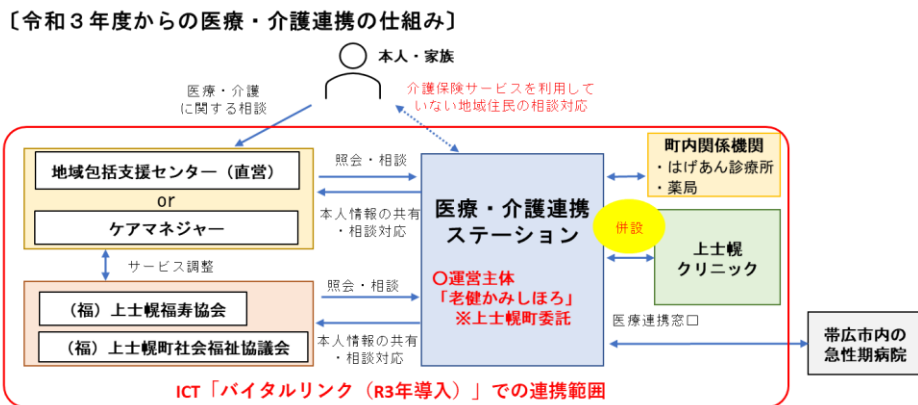 〔令和３年度からの医療・介護連携の仕組み〕
本人・家族
医療・介護
に関する相談
介護保険サービスを利用して
いない地域住民の相談対応
地域包括支援センター（直営）
or
ケアマネジャー
照会・相談
本人情報の共有
・相談対応
サービス調整
（福）上士幌福寿協会
（福）上士幌町社会福祉協議会
照会・相談
本人情報の共有
・相談対応
医療・介護連携
ステーション
〇運営主体
「老健かみしほろ」
※上士幌町委託
町内関係機関
・はげあん診療所
・薬局
併設
上士幌
クリニック
医療連携窓口
帯広市内の
急性期病院
ICT「バイタルリンク（R3年導入）」での連携範囲